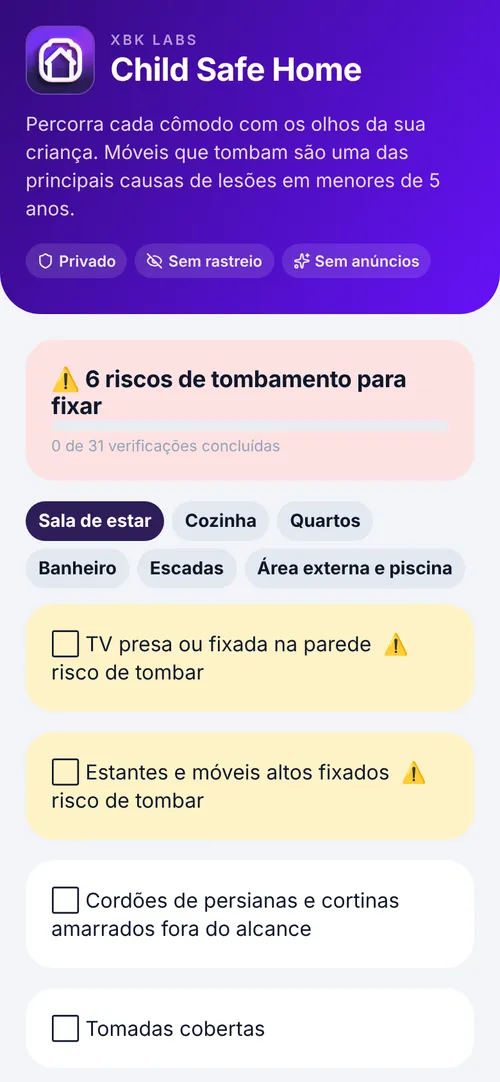 XBK LABS
Child Safe Home
Percorra cada cômodo com os olhos da sua
criança. Móveis que tombam são uma das
principais causas de lesões em menores de 5
anos.
Privado
Sem rastreio
Sem anúncios
⚠️ 6 riscos de tombamento para
fixar
0 de 31 verificações concluídas
Sala de estar
Cozinha
Quartos
Banheiro
Escadas
Área externa e piscina
TV presa ou fixada na parede ⚠️
risco de tombar
Estantes e móveis altos fixados ⚠️
risco de tombar
Cordões de persianas e cortinas
amarrados fora do alcance
Tomadas cobertas